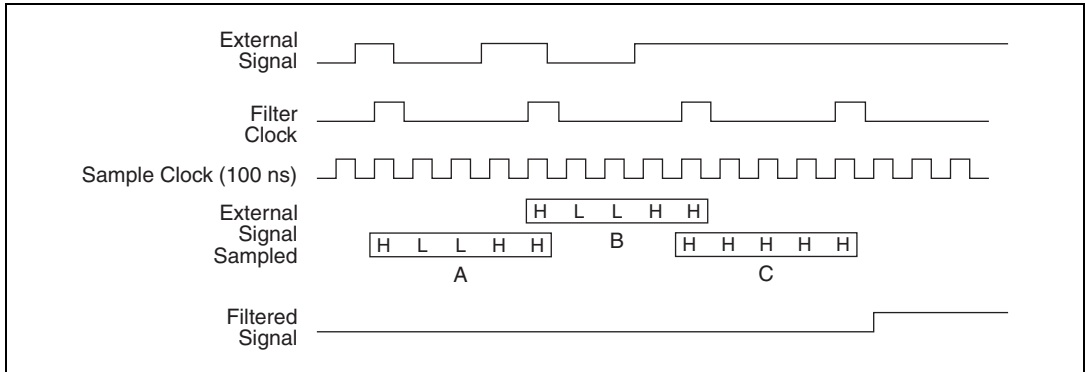 External
Signal
Filter
Clock
Sample Clock (100 ns)
External
Signal
Sampled
H L L H H
B
H L L H H
A
H H H H H
C
Filtered
Signal